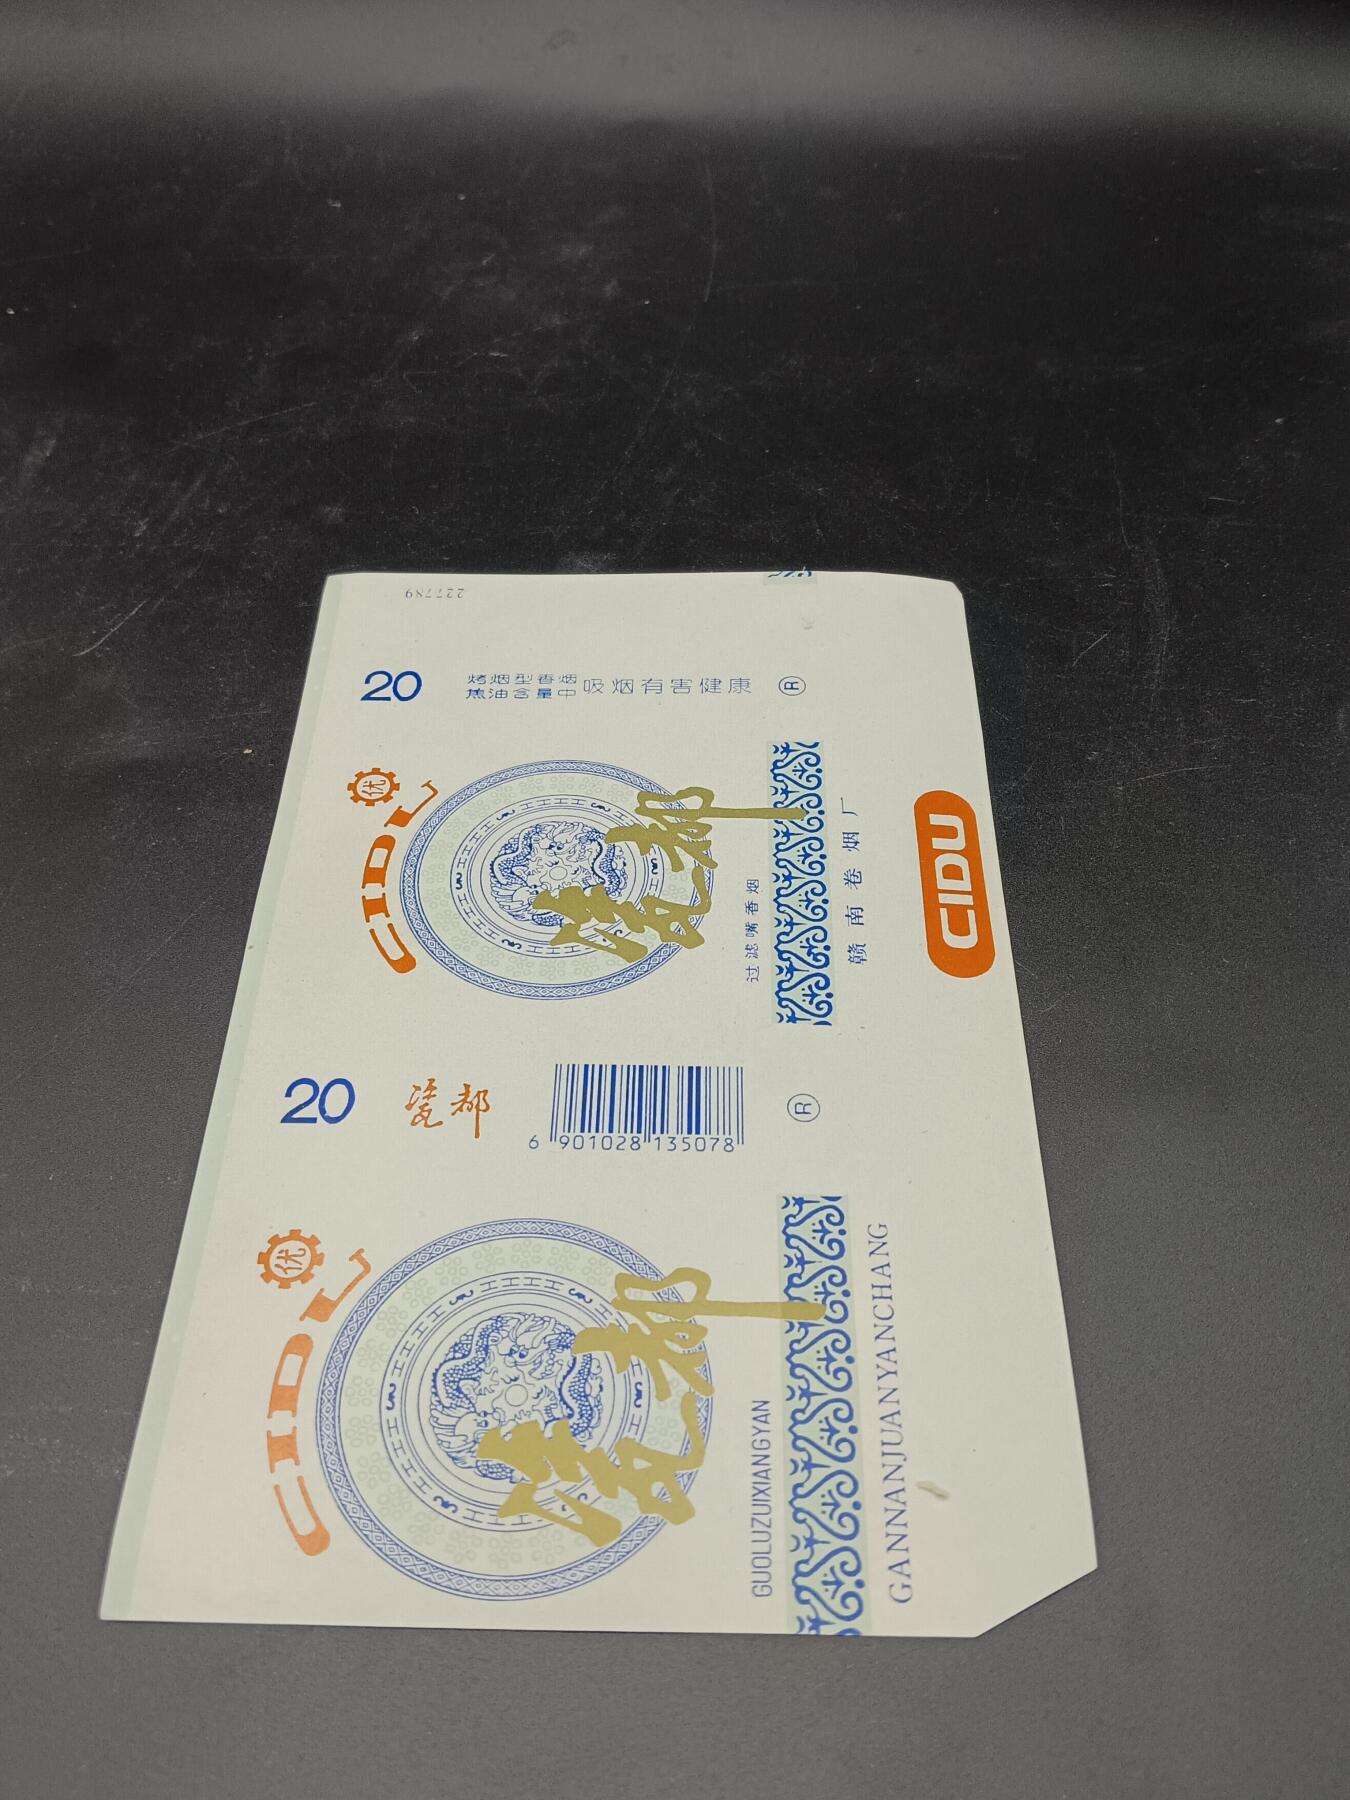 227789
20
烤烟型香烟
焦油含量中
吸烟有害健康
R
优
CIDU
瓷都
过滤嘴香烟
赣南卷烟厂
CIDU
20
瓷都
6 901028 135078
R
优
CIDU
瓷都
GUOLUZUIXIANGYAN
GANNANJUANYANCHANG